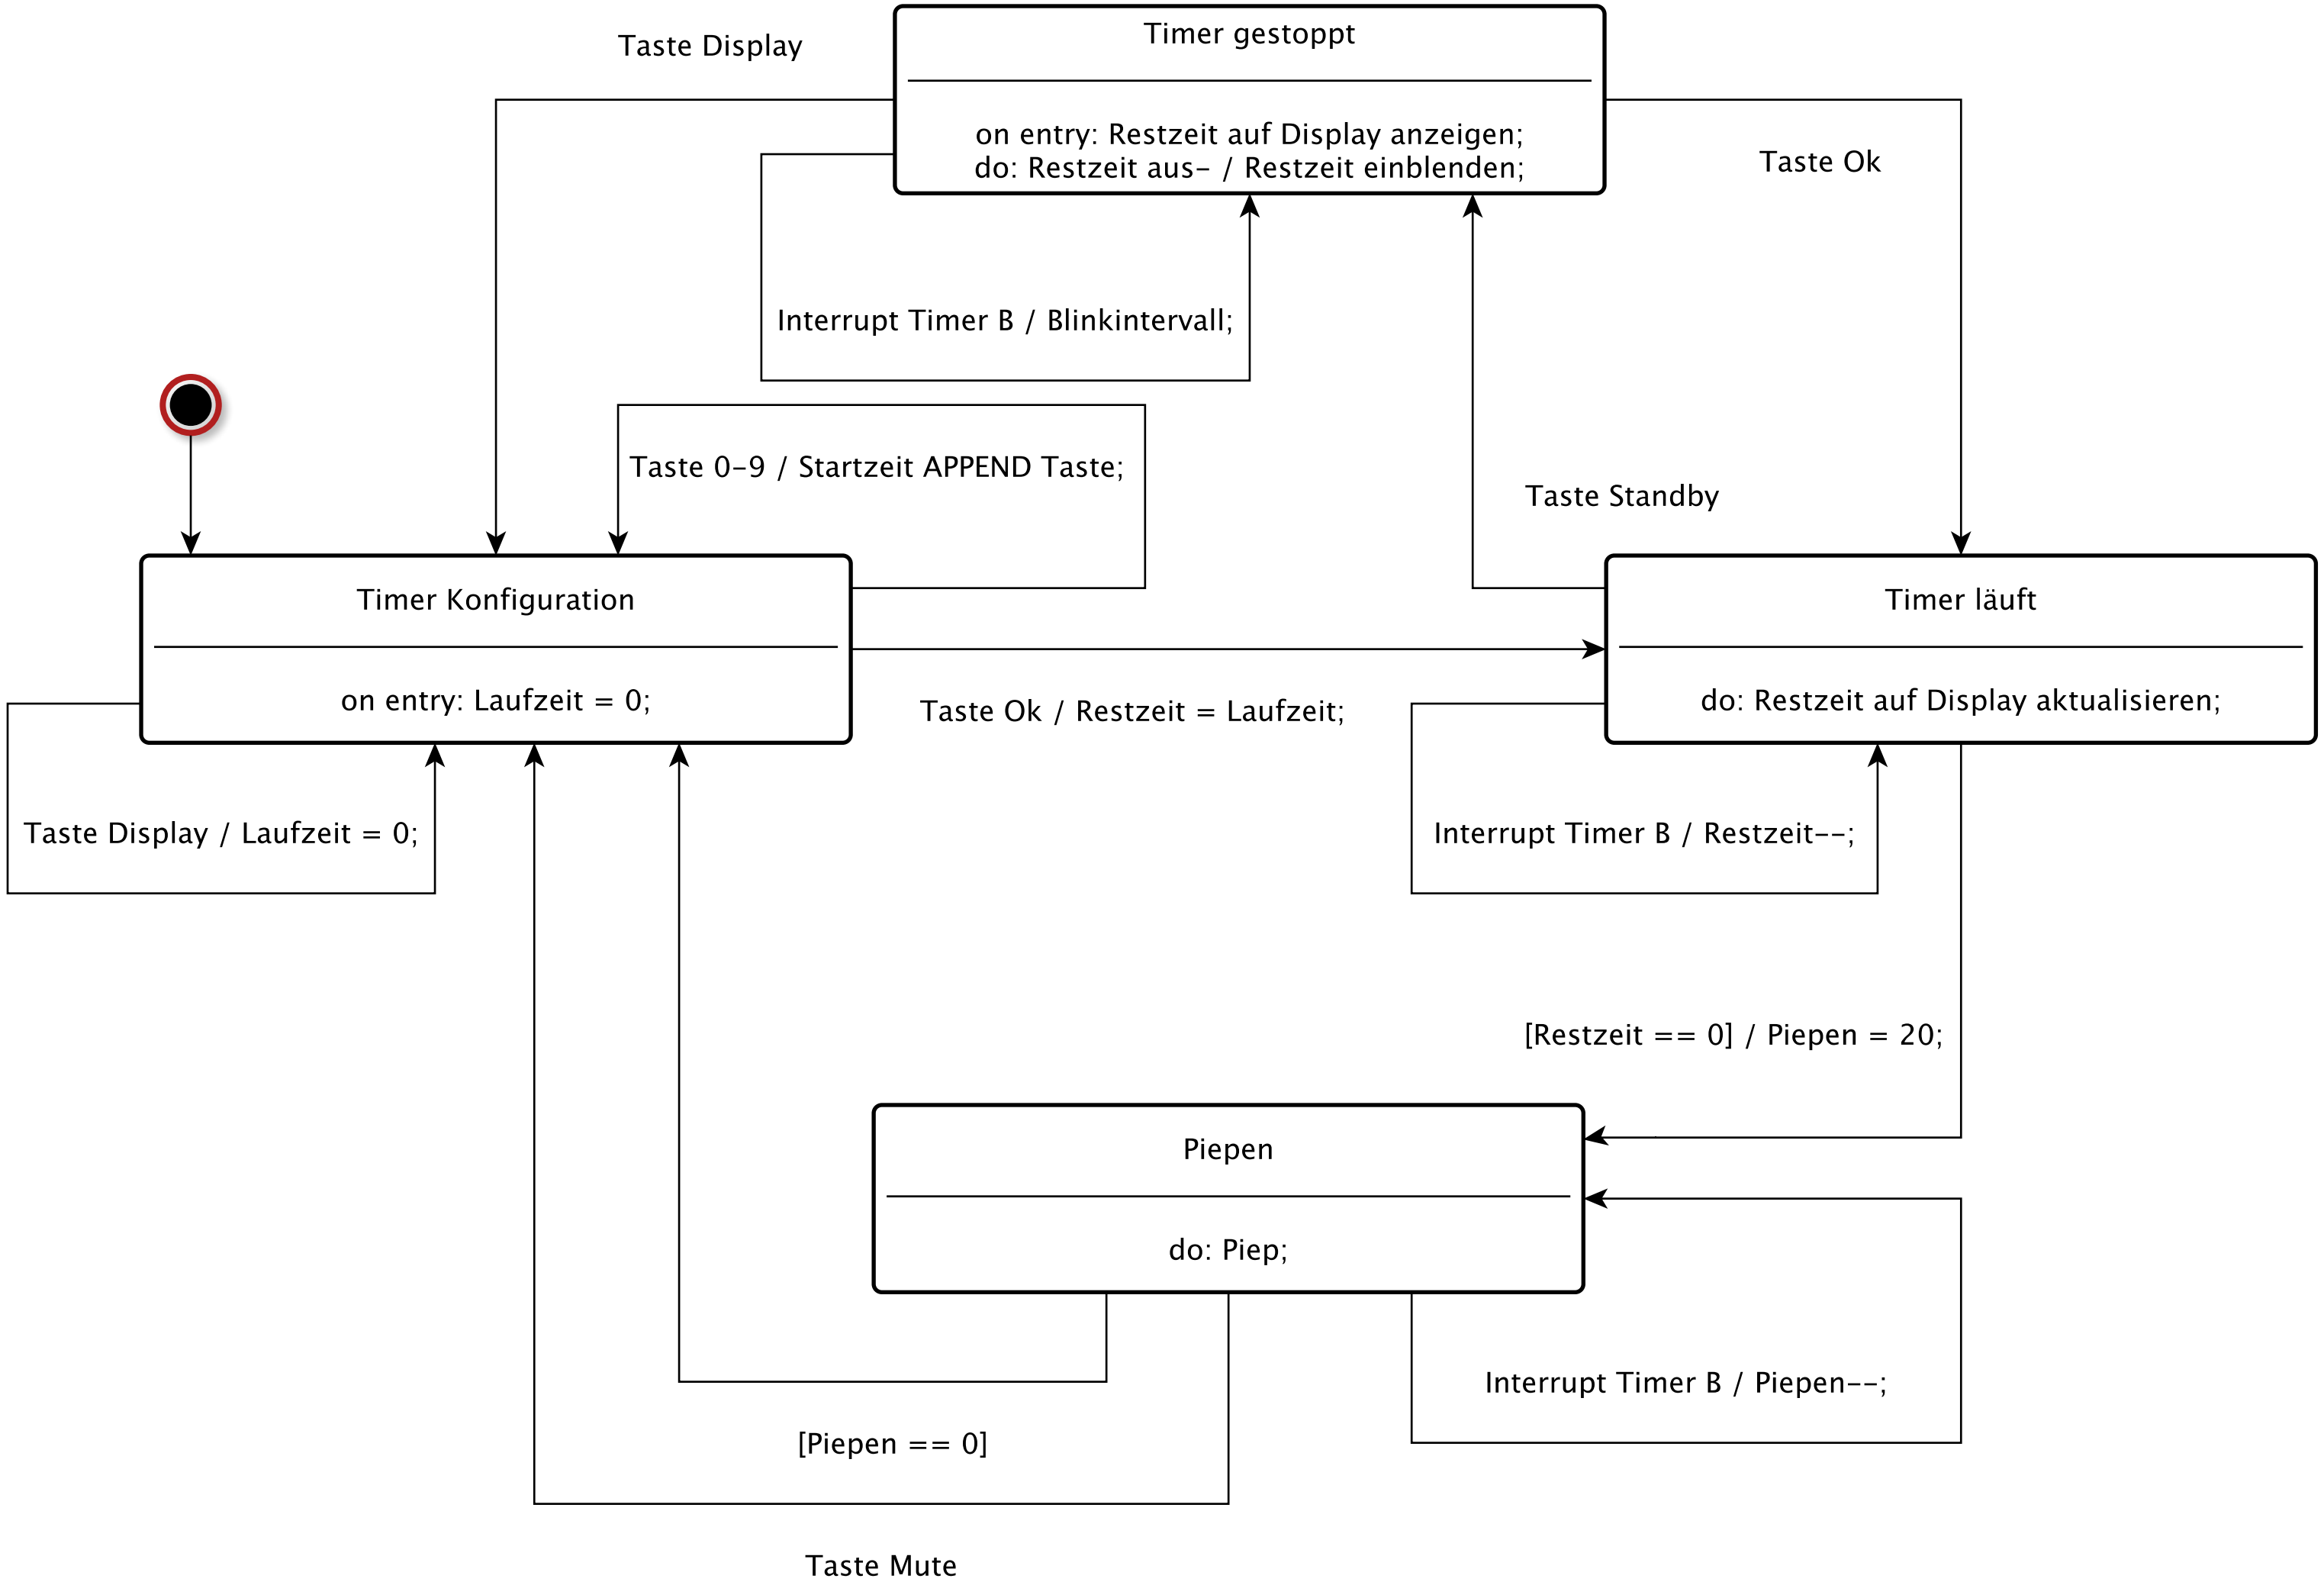 Timer gestoppt
Taste Display
on entry: Restzeit auf Display anzeigen;
do: Restzeit aus- / Restzeit einblenden;
Taste Ok
Interrupt Timer B / Blinkintervall;
Taste 0-9 / Startzeit APPEND Taste;
Taste Standby
Timer Konfiguration
on entry: Laufzeit = 0;
Timer läuft
do: Restzeit auf Display aktualisieren;
Taste Ok / Restzeit = Laufzeit;
Taste Display / Laufzeit = 0;
Interrupt Timer B / Restzeit--;
[Restzeit == 0] / Piepen = 20;
Piepen
do: Piep;
Interrupt Timer B / Piepen--;
[Piepen == 0]
Taste Mute